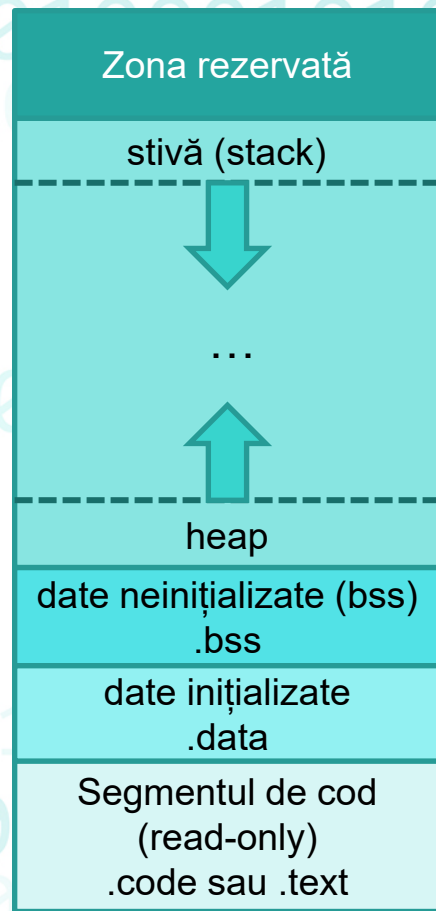 Zona rezervată
stivă (stack)
...
heap
date neinițializate (bss)
.bss
date inițializate
.data
Segmentul de cod
(read-only)
.code sau .text